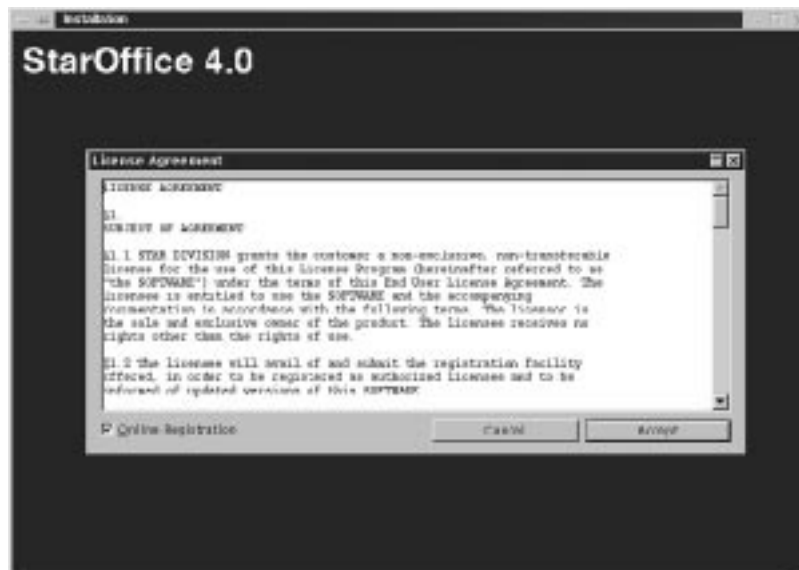 Installation
StarOffice 4.0
License Agreement
LICENSE AGREEMENT
§1.
SUBJECT OF AGREEMENT
§1.1 STAR DIVISION grants the customer a non-exclusive, non-transferable
license for the use of this License Program (hereinafter referred to as
"the SOFTWARE") under the terms of this End User License Agreement. The
licensee is entitled to use the SOFTWARE and the accompanying
documentation in accordance with the following terms. The licensor is
the sole and exclusive owner of the product. The licensee receives no
rights other than the rights of use.
§1.2 The licensee will avail of and submit the registration facility
offered, in order to be registered as authorized licensee and to be
informed of updated versions of this SOFTWARE
Online Registration
Cancel
Accept